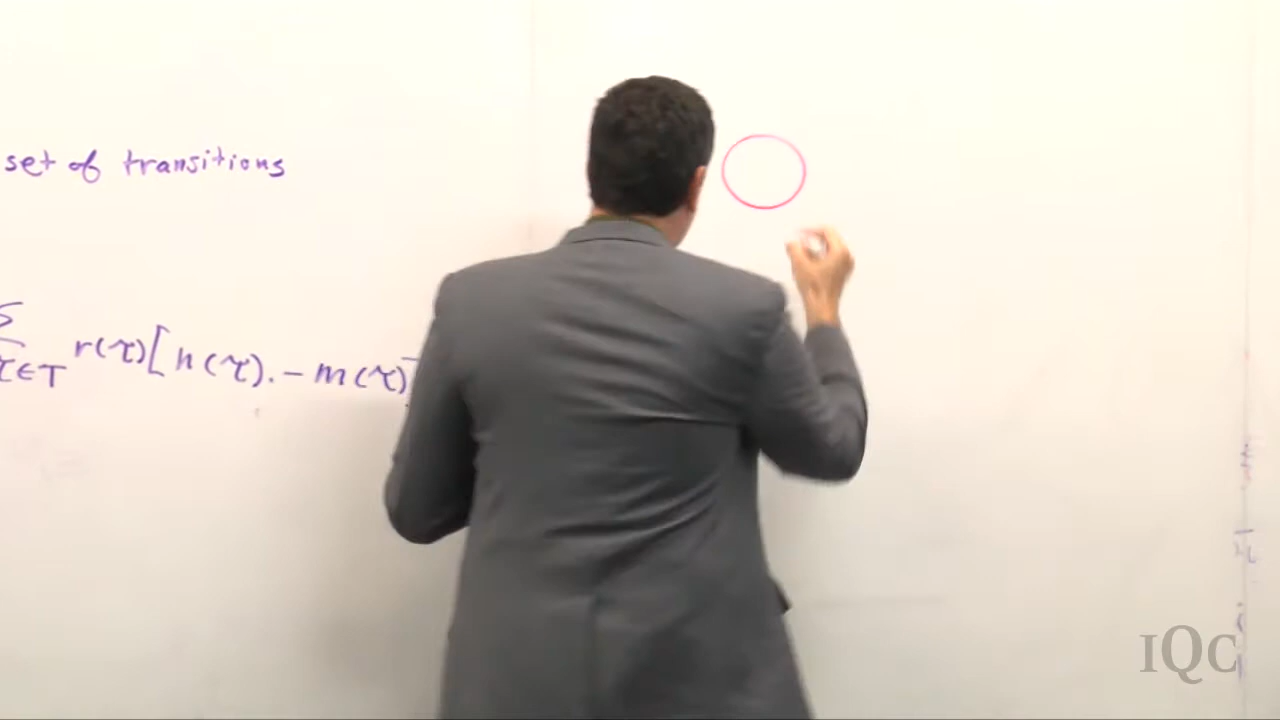 set of transitions
Σ r(τ)[n(τ). - m(τ)]
τ∈T
IQC